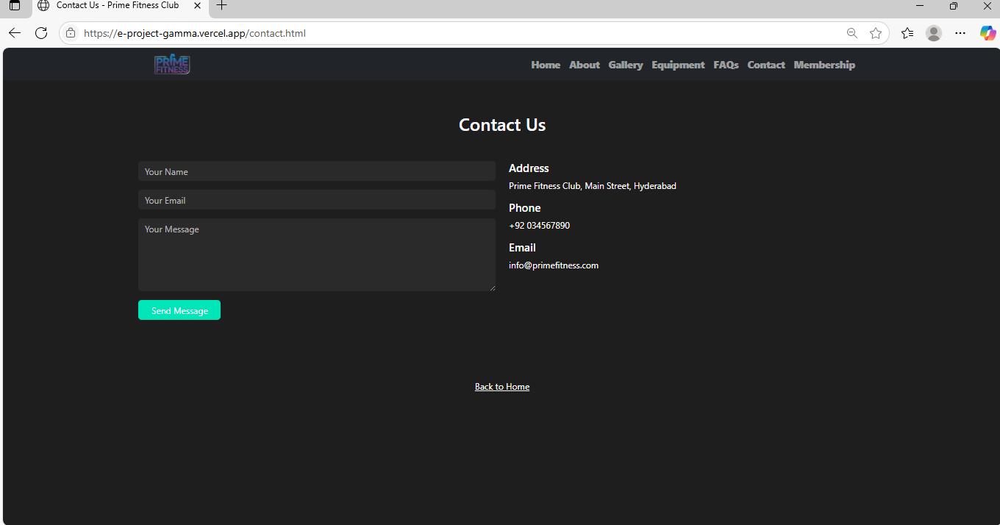 Contact Us - Prime Fitness Club
https://e-project-gamma.vercel.app/contact.html
PRIME
FITNESS
Home About Gallery Equipment FAQs Contact Membership
Contact Us
Your Name
Your Email
Your Message
Send Message
Address
Prime Fitness Club, Main Street, Hyderabad
Phone
+92 034567890
Email
info@primefitness.com
Back to Home